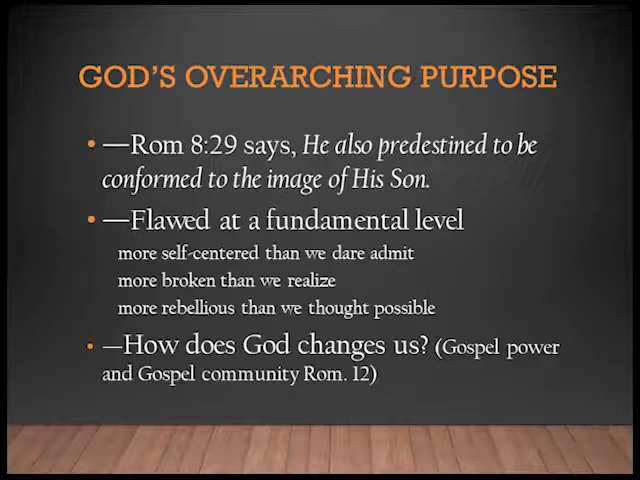 GOD'S OVERARCHING PURPOSE
• —Rom 8:29 says, He also predestined to be
conformed to the image of His Son.
• —Flawed at a fundamental level
more self-centered than we dare admit
more broken than we realize
more rebellious than we thought possible
• —How does God changes us? (Gospel power
and Gospel community Rom. 12)